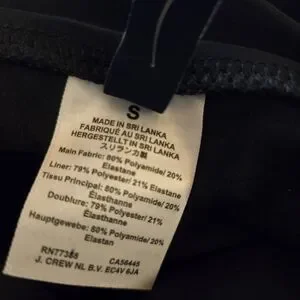 S
MADE IN SRI LANKA
FABRIQUÉ AU SRI LANKA
HERGESTELLT IN SRI LANKA
スリランカ製
Main Fabric: 80% Polyamide/ 20%
Elastane
Liner: 79% Polyester/ 21% Elastane
Tissu Principal: 80% Polyamide/ 20%
Élasthanne
Doublure: 79% Polyester/ 21%
Élasthanne
Hauptgewebe: 80% Polyamide/ 20%
Elastan
RN77388 CA56445
J. CREW NL B.V. EC4V 6JA